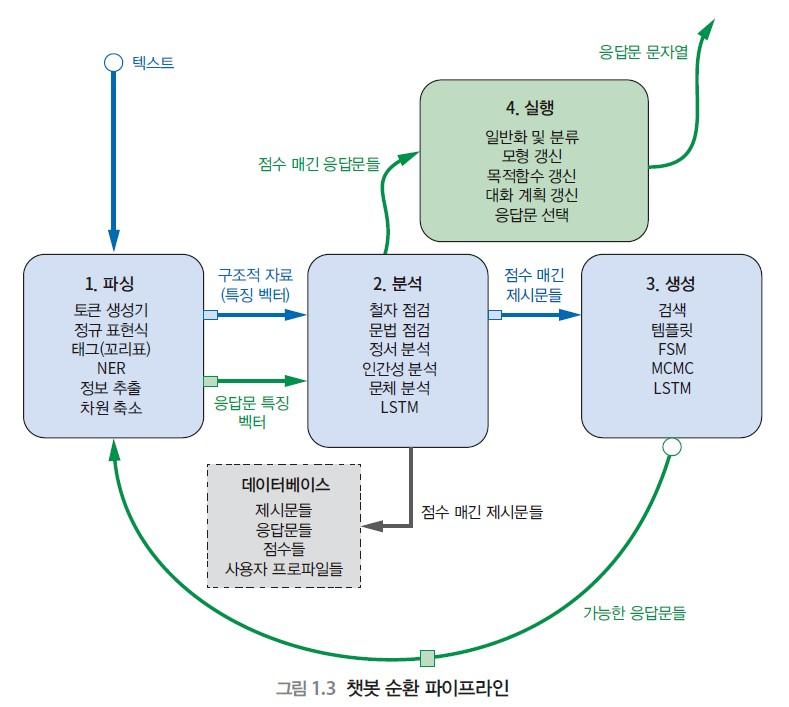 응답문 문자열
텍스트
4. 실행
일반화 및 분류
모형 갱신
목적함수 갱신
대화 계획 갱신
응답문 선택
점수 매긴 응답문들
1. 파싱
토큰 생성기
정규 표현식
태그(꼬리표)
NER
정보 추출
차원 축소
구조적 자료
(특징 벡터)
응답문 특징
벡터
2. 분석
철자 점검
문법 점검
정서 분석
인간성 분석
문체 분석
LSTM
점수 매긴
제시문들
3. 생성
검색
템플릿
FSM
MCMC
LSTM
데이터베이스
제시문들
응답문들
점수들
사용자 프로파일들
점수 매긴 제시문들
가능한 응답문들
그림 1.3 챗봇 순환 파이프라인